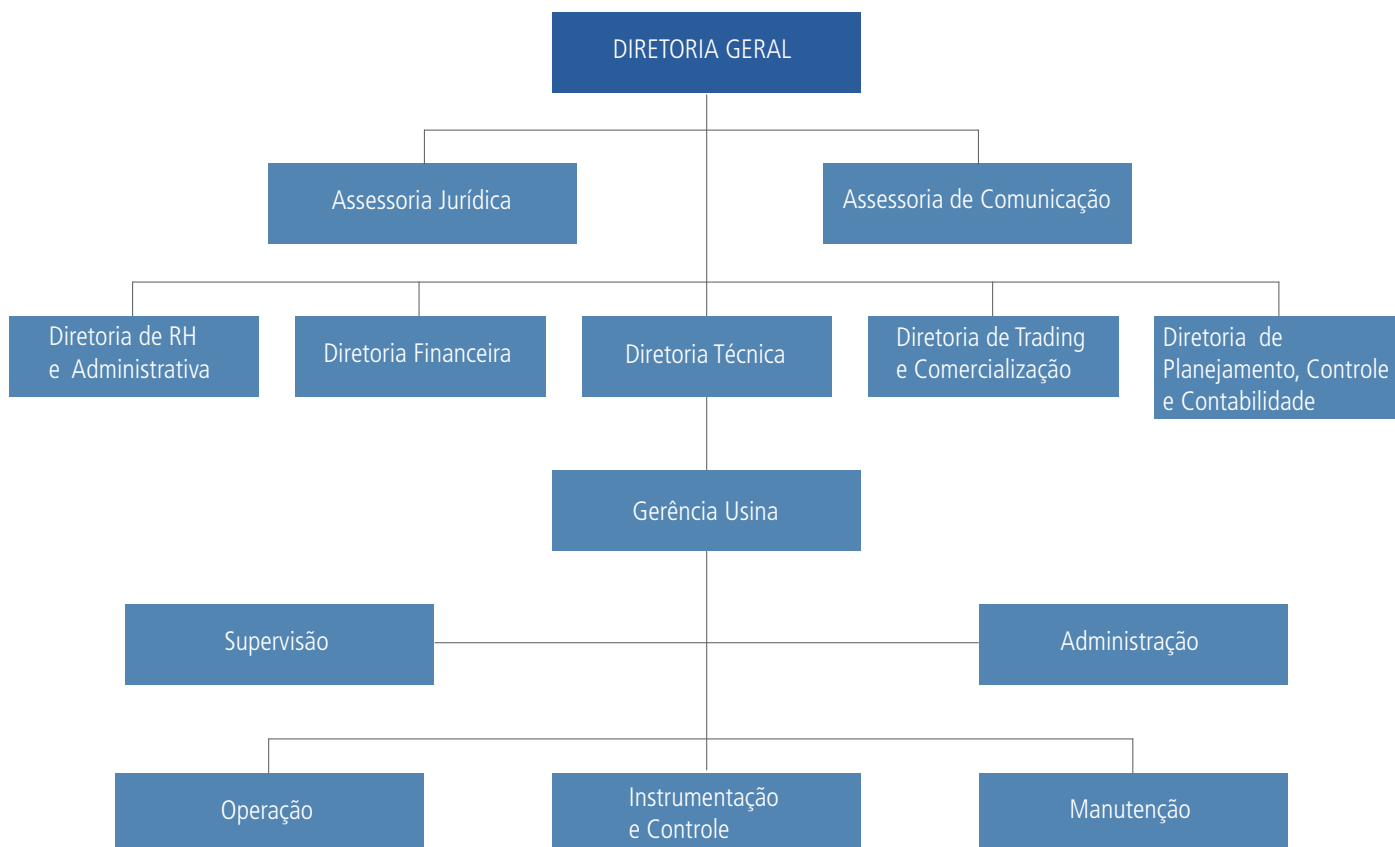 DIRETORIA GERAL
Assessoria Jurídica
Assessoria de Comunicação
Diretoria de RH
e Administrativa
Diretoria Financeira
Diretoria Técnica
Diretoria de Trading
e Comercialização
Diretoria de
Planejamento, Controle
e Contabilidade
Gerência Usina
Supervisão
Administração
Operação
Instrumentação
e Controle
Manutenção